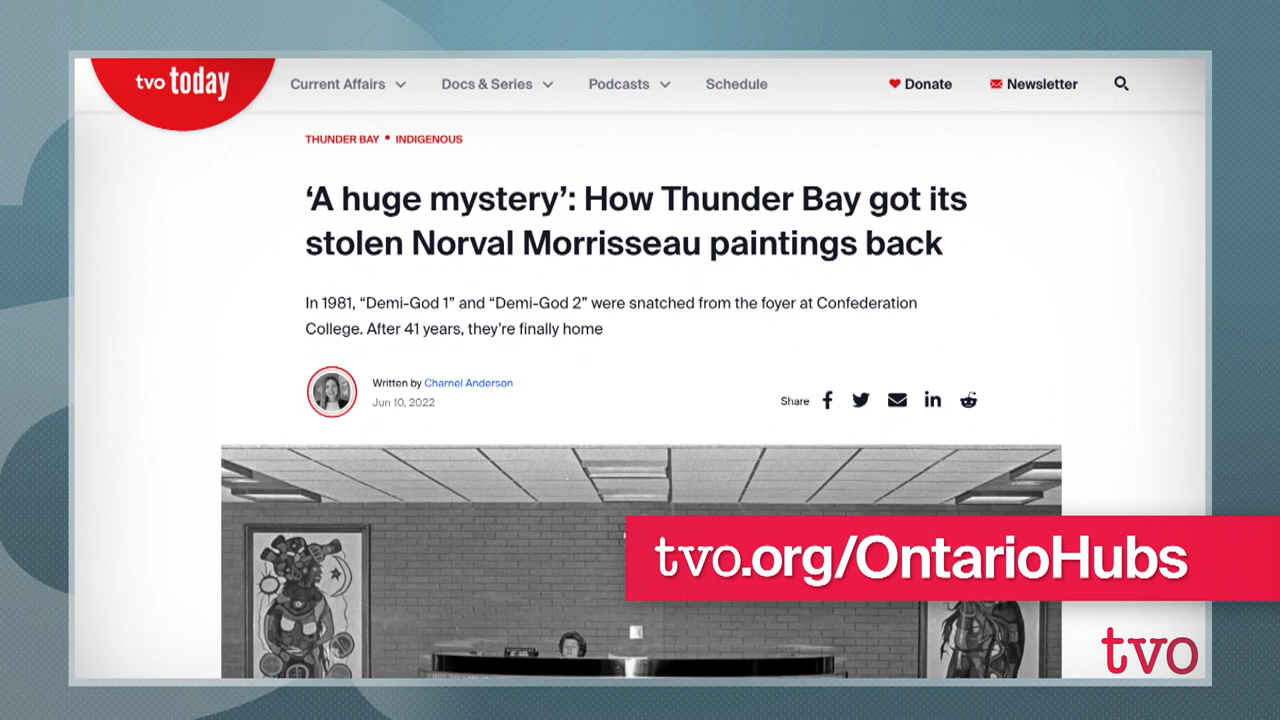 tvo today
Current Affairs
Docs & Series
Podcasts
Schedule
Donate
Newsletter
THUNDER BAY • INDIGENOUS
‘A huge mystery’: How Thunder Bay got its
stolen Norval Morrisseau paintings back
In 1981, “Demi-God 1” and “Demi-God 2” were snatched from the foyer at Confederation
College. After 41 years, they’re finally home
Written by Charnel Anderson
Jun 10, 2022
Share
tvo.org/OntarioHubs
tvo